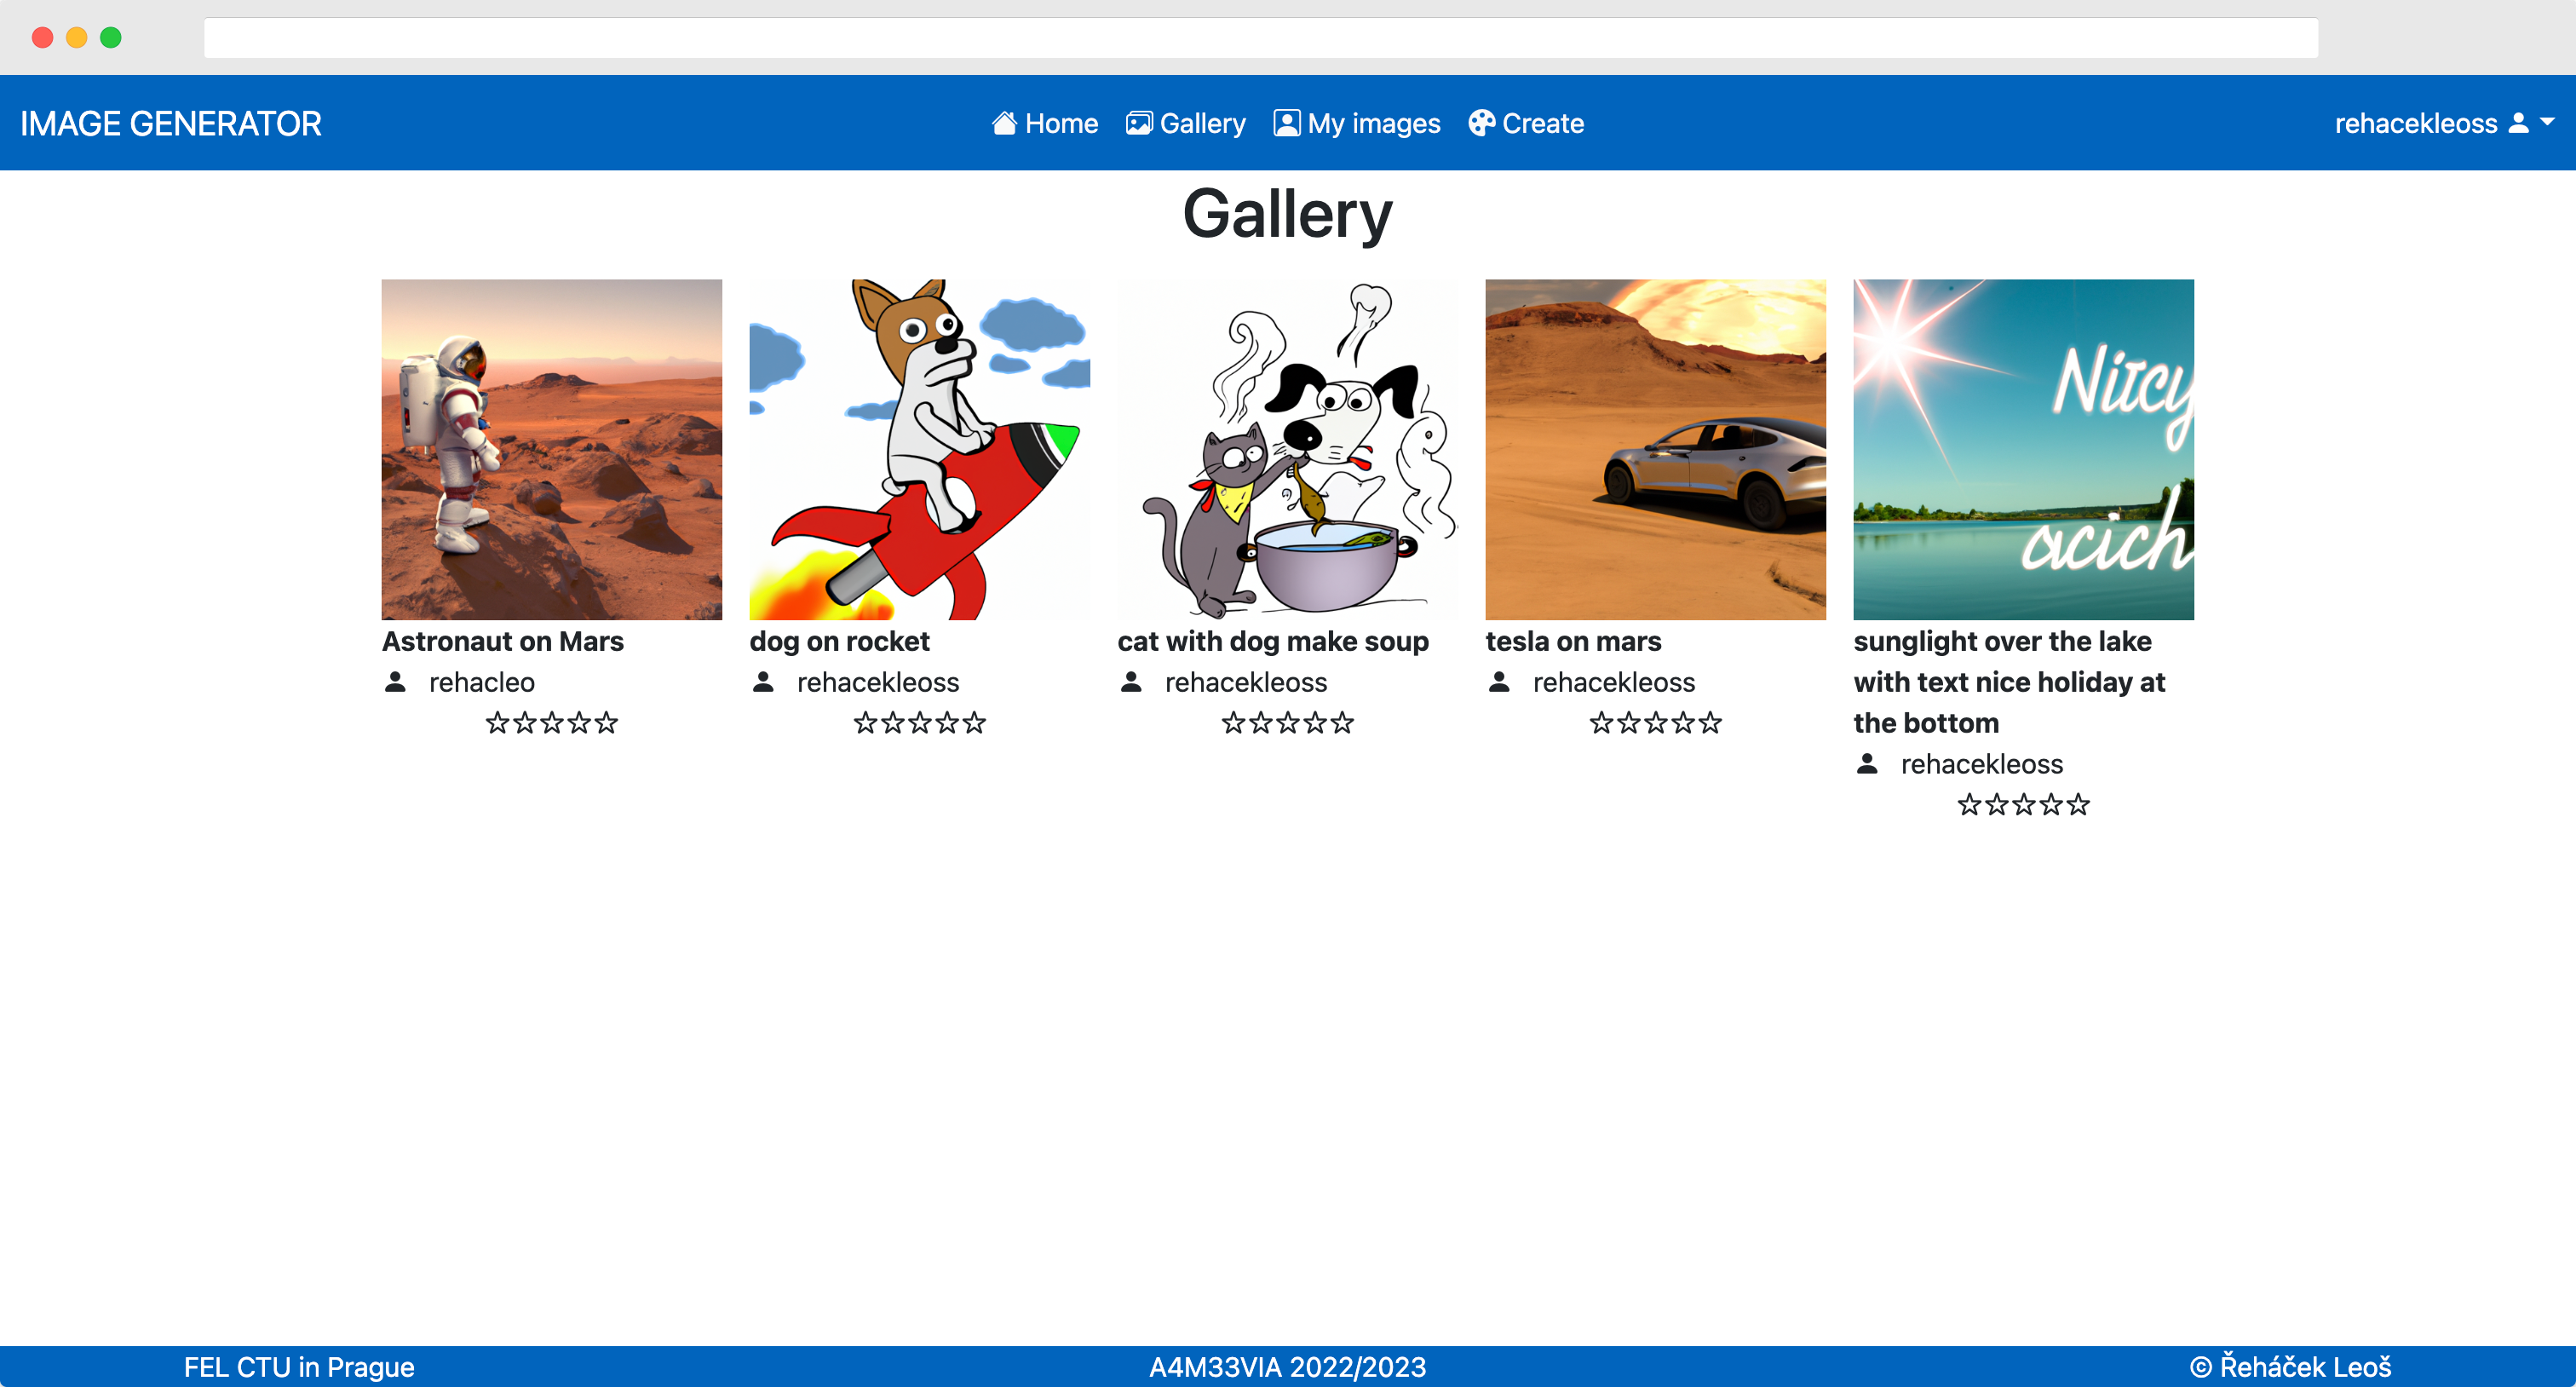 IMAGE GENERATOR
Home Gallery My images Create
rehacekleoss
Gallery
Nitcy
acich
Astronaut on Mars
rehacleo
dog on rocket
rehacekleoss
cat with dog make soup
rehacekleoss
tesla on mars
rehacekleoss
sunglight over the lake
with text nice holiday at
the bottom
rehacekleoss
FEL CTU in Prague
A4M33VIA 2022/2023
© Řeháček Leoš